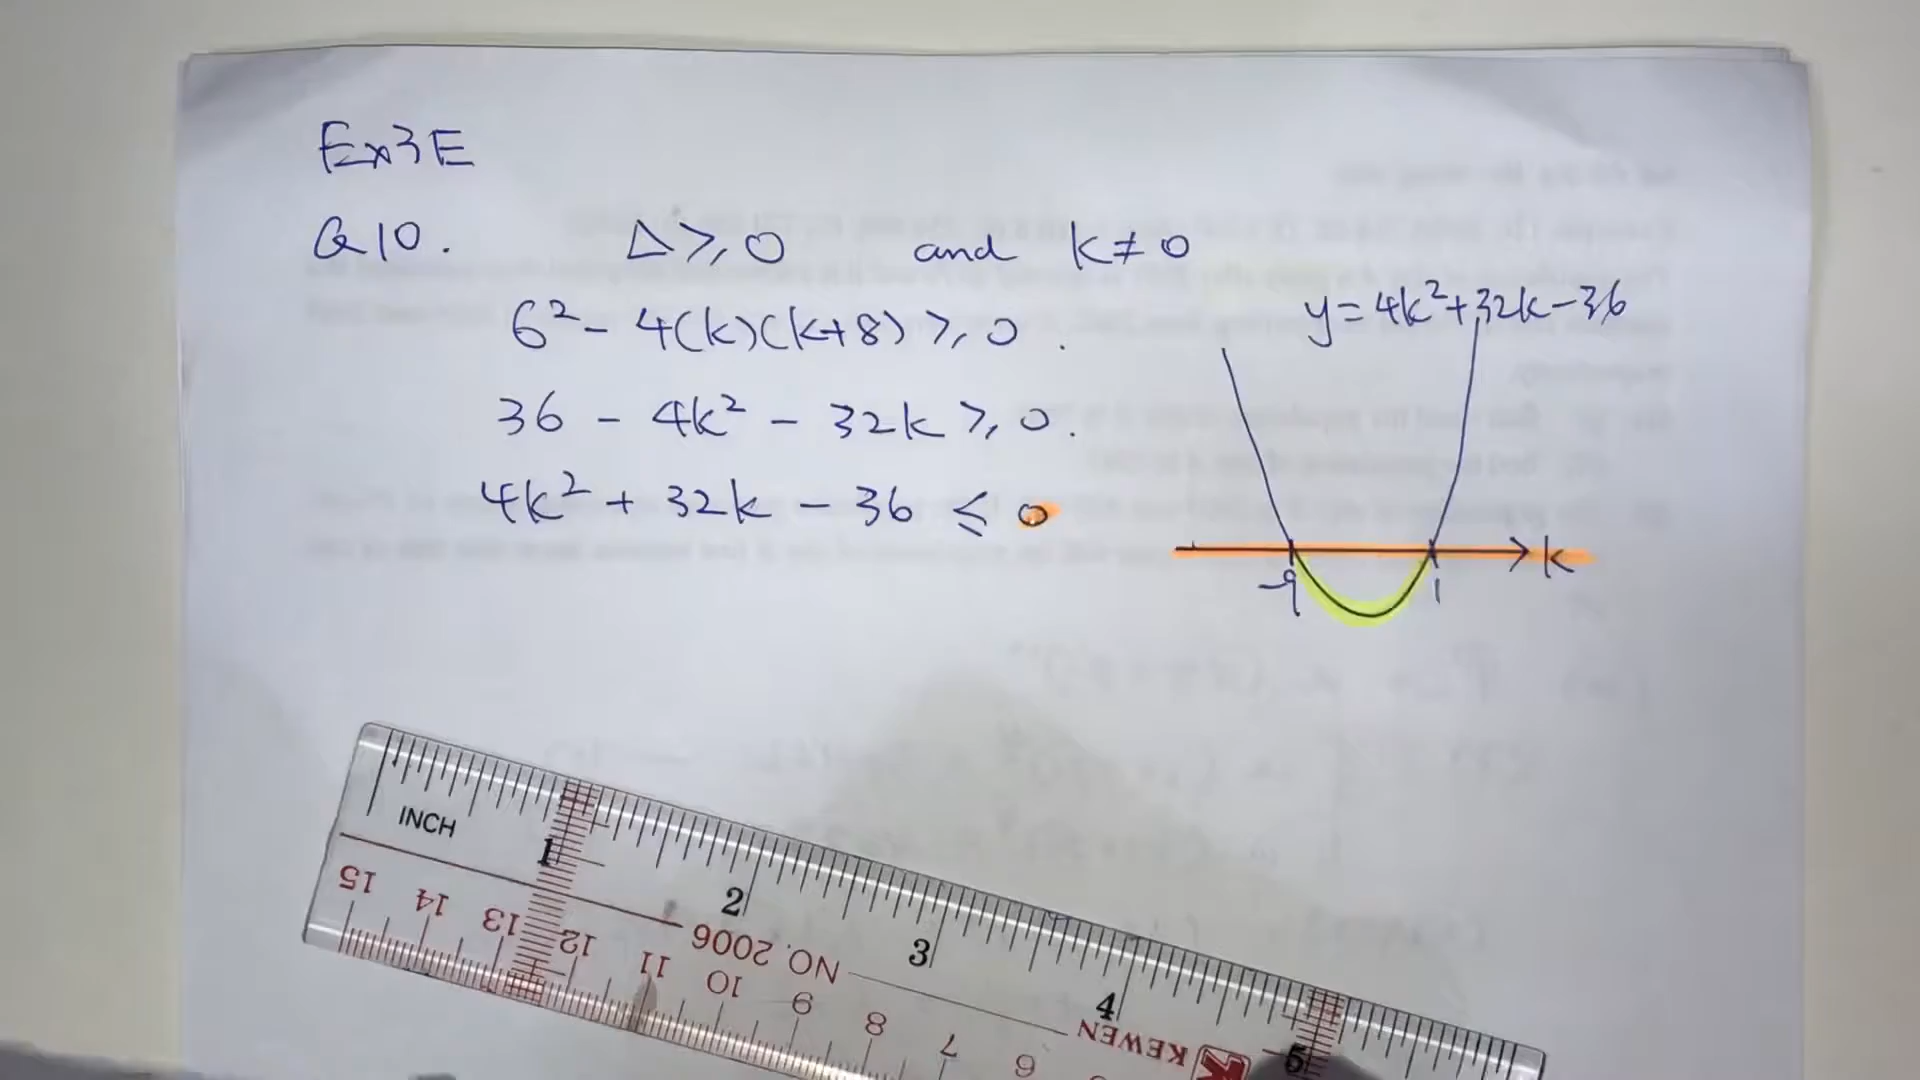 Ex3E
Q10. Δ ⩾ 0 and k ≠ 0
6² - 4(k)(k+8) ⩾ 0.
36 - 4k² - 32k ⩾ 0.
4k² + 32k - 36 ⩽ 0
y = 4k² + 32k - 36
-9 1 k
INCH
1 2 3 4 5
15 14 13 12 11 10 9 8 7 6
NO. 2006
KEWEN